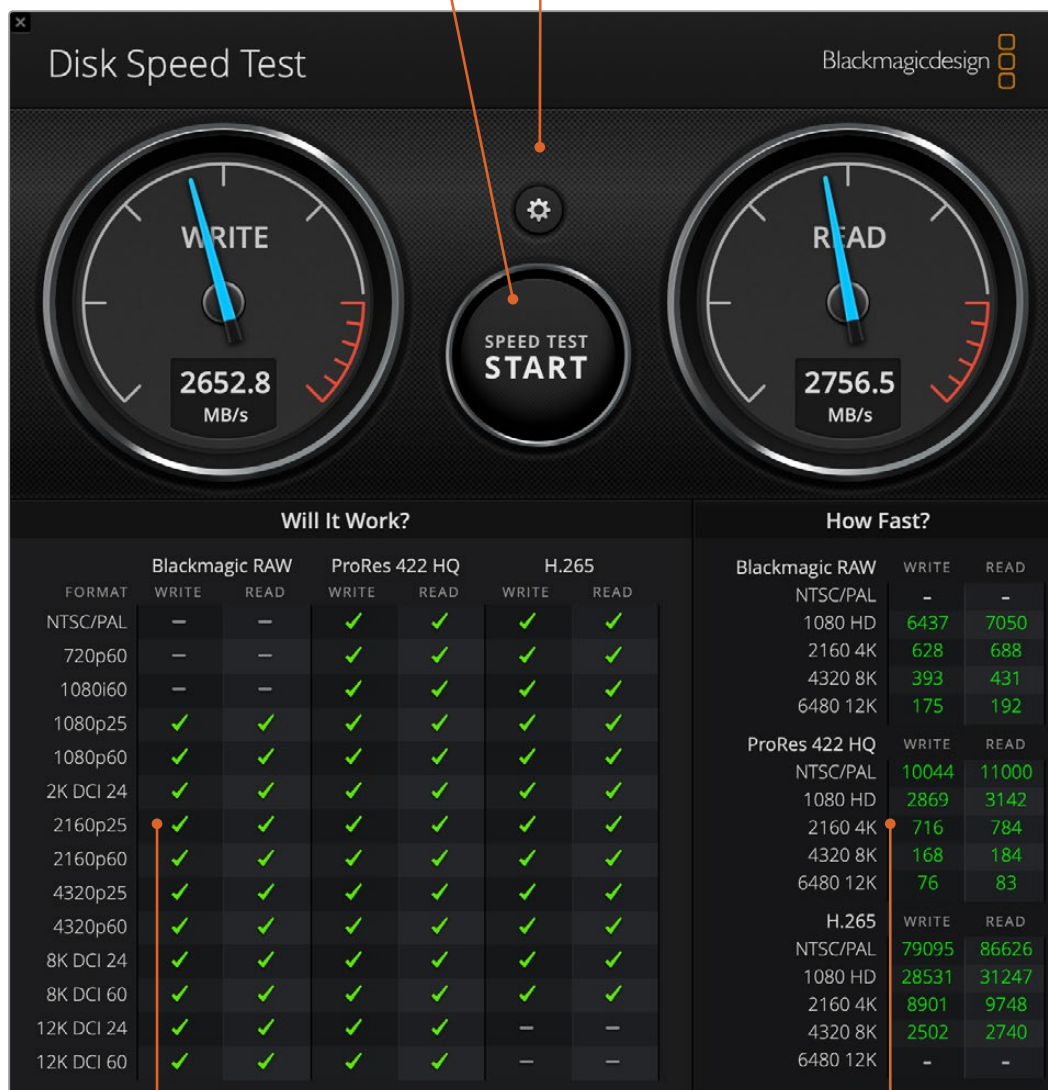 Disk Speed Test
Blackmagicdesign
WRITE
2652.8
MB/s
SPEED TEST
START
READ
2756.5
MB/s
Will It Work?
Blackmagic RAW ProRes 422 HQ H.265
FORMAT WRITE READ WRITE READ WRITE READ
NTSC/PAL – – ✓ ✓ ✓ ✓
720p60 – – ✓ ✓ ✓ ✓
1080i60 – – ✓ ✓ ✓ ✓
1080p25 ✓ ✓ ✓ ✓ ✓ ✓
1080p60 ✓ ✓ ✓ ✓ ✓ ✓
2K DCI 24 ✓ ✓ ✓ ✓ ✓ ✓
2160p25 ✓ ✓ ✓ ✓ ✓ ✓
2160p60 ✓ ✓ ✓ ✓ ✓ ✓
4320p25 ✓ ✓ ✓ ✓ ✓ ✓
4320p60 ✓ ✓ ✓ ✓ ✓ ✓
8K DCI 24 ✓ ✓ ✓ ✓ ✓ ✓
8K DCI 60 ✓ ✓ ✓ ✓ ✓ ✓
12K DCI 24 ✓ ✓ ✓ ✓ – –
12K DCI 60 ✓ ✓ ✓ ✓ – –
How Fast?
Blackmagic RAW WRITE READ
NTSC/PAL - -
1080 HD 6437 7050
2160 4K 628 688
4320 8K 393 431
6480 12K 175 192
ProRes 422 HQ WRITE READ
NTSC/PAL 10044 11000
1080 HD 2869 3142
2160 4K 716 784
4320 8K 168 184
6480 12K 76 83
H.265 WRITE READ
NTSC/PAL 79095 86626
1080 HD 28531 31247
2160 4K 8901 9748
4320 8K 2502 2740
6480 12K - -